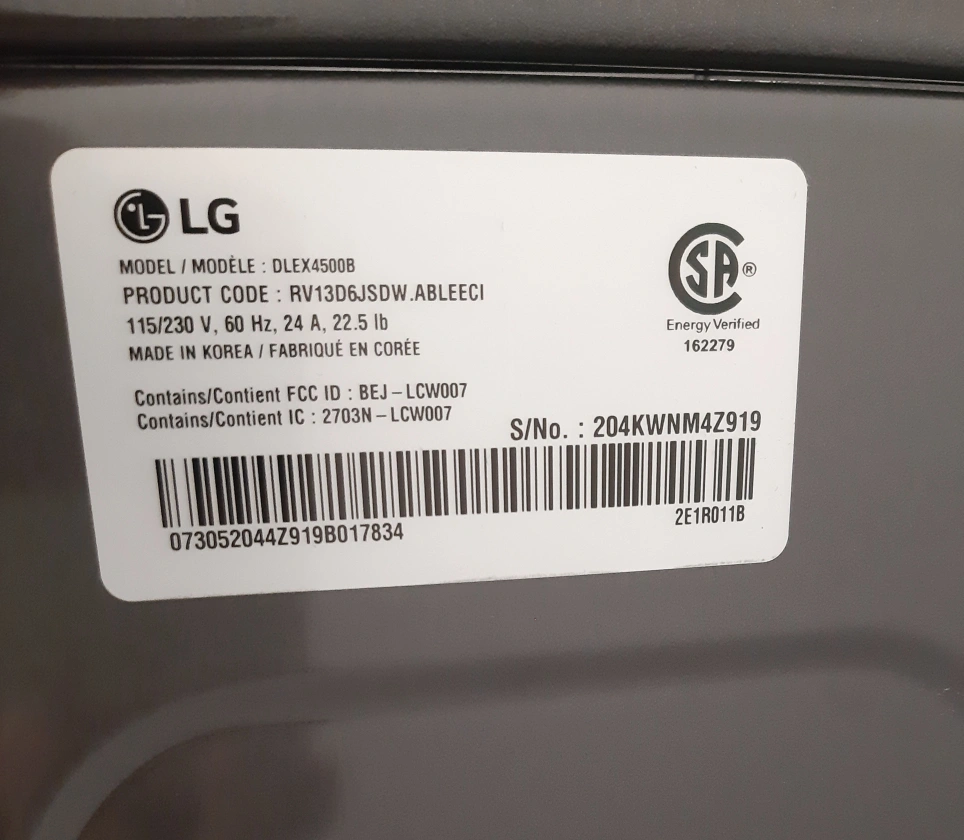 LG
MODEL / MODÈLE : DLEX4500B
PRODUCT CODE : RV13D6JSDW.ABLEECI
115/230 V, 60 Hz, 24 A, 22.5 lb
MADE IN KOREA / FABRIQUÉ EN CORÉE
SA®
Energy Verified
162279
Contains/Contient FCC ID : BEJ–LCW007
Contains/Contient IC : 2703N–LCW007
S/No. : 204KWNM4Z919
073052044Z919B017834
2E1R011B